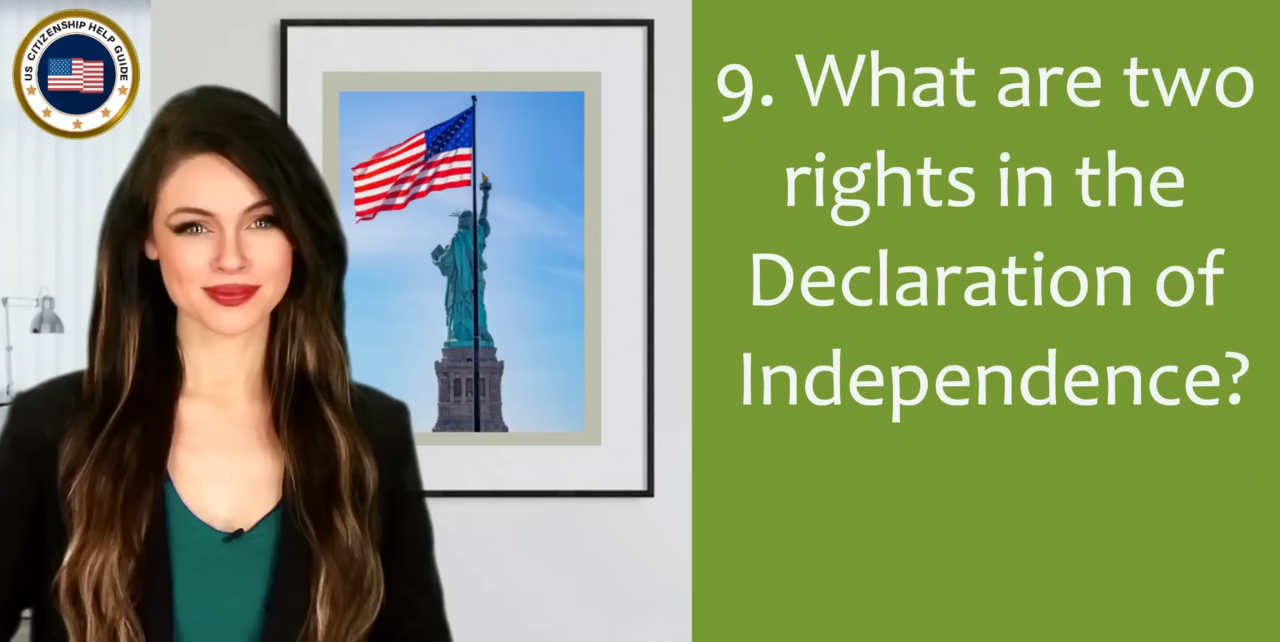 US CITIZENSHIP HELP GUIDE
9. What are two
rights in the
Declaration of
Independence?